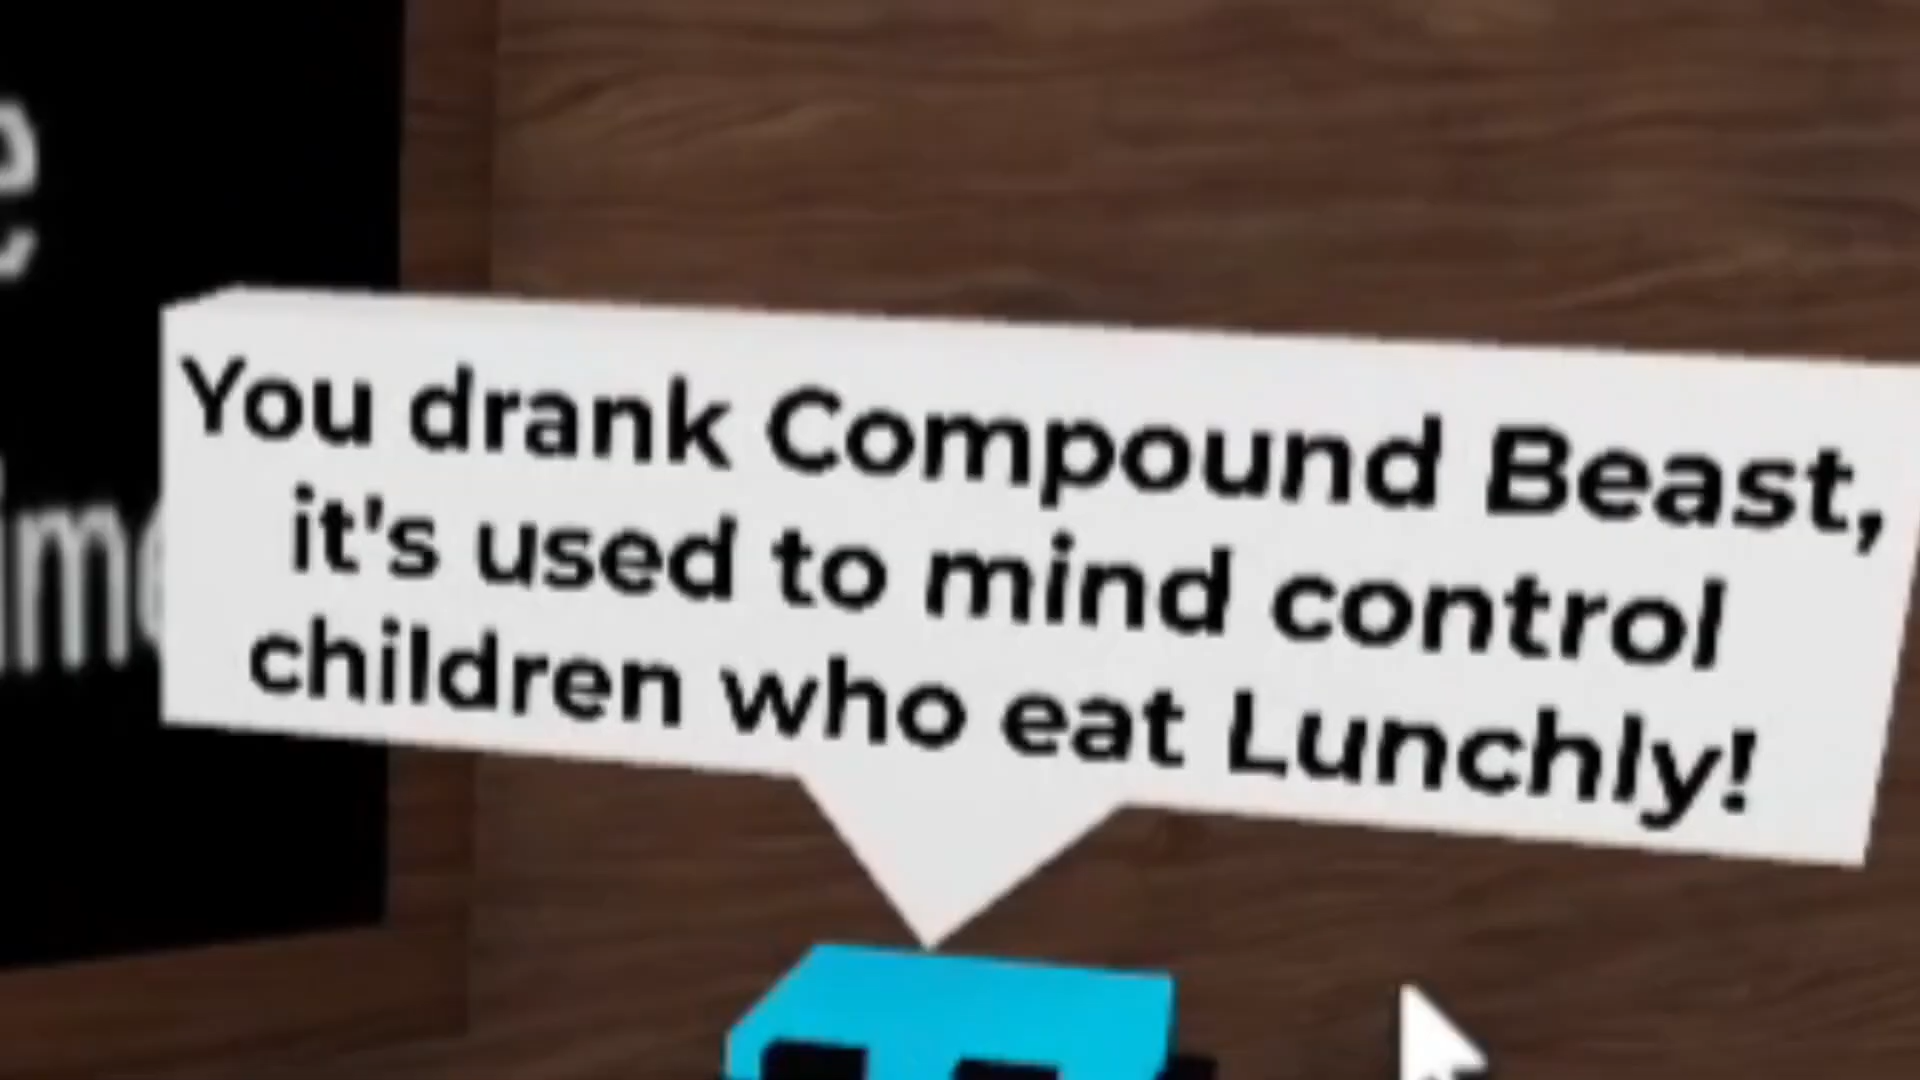 You drank Compound Beast,
it's used to mind control
children who eat Lunchly!